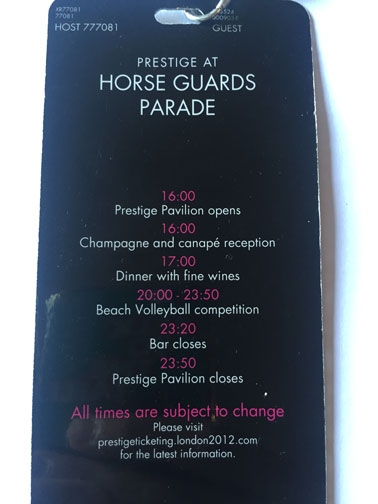 XR77081
77081
HOST 777081
GUEST
PRESTIGE AT
HORSE GUARDS
PARADE
16:00
Prestige Pavilion opens
16:00
Champagne and canapé reception
17:00
Dinner with fine wines
20:00 - 23:50
Beach Volleyball competition
23:20
Bar closes
23:50
Prestige Pavilion closes
All times are subject to change
Please visit
prestigeticketing.london2012.com
for the latest information.